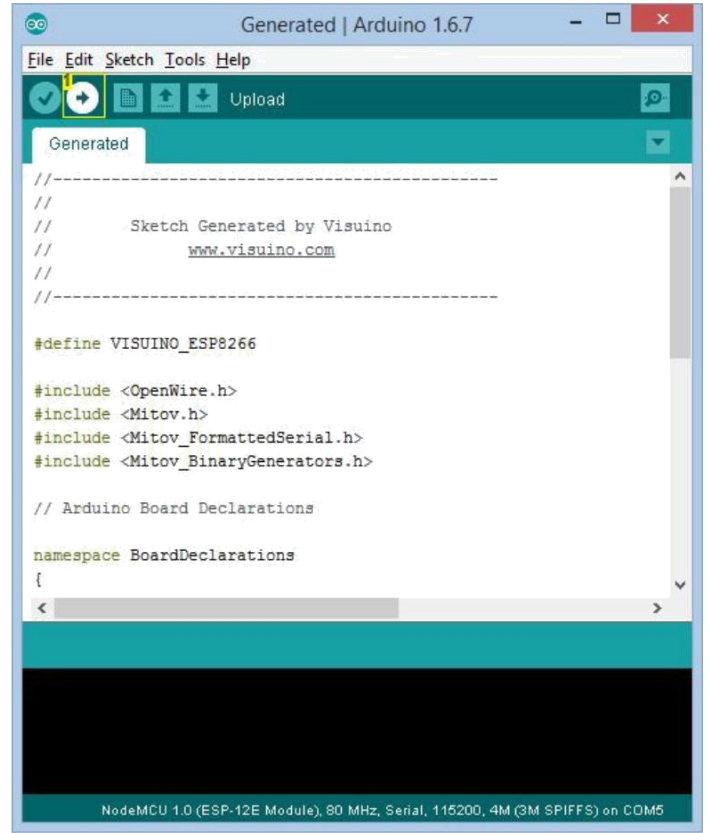 Generated | Arduino 1.6.7
File Edit Sketch Tools Help
1
Upload
Generated
//----------------------------------------------
//
//        Sketch Generated by Visuino
//              www.visuino.com
//
//----------------------------------------------
#define VISUINO_ESP8266
#include <OpenWire.h>
#include <Mitov.h>
#include <Mitov_FormattedSerial.h>
#include <Mitov_BinaryGenerators.h>
// Arduino Board Declarations
namespace BoardDeclarations
{
NodeMCU 1.0 (ESP-12E Module), 80 MHz, Serial, 115200, 4M (3M SPIFFS) on COM5